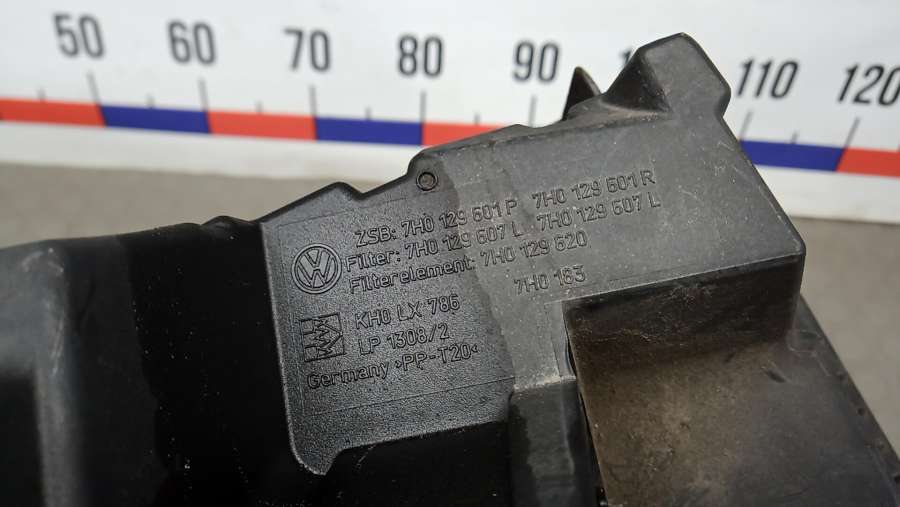 50 60 70 80 90 110 120
ZSB: 7H0 129 601 P 7H0 129 601 R
Filter: 7H0 129 607 L - 7H0 129 607 L
Filterelement: 7H0 129 620
7H0 183
KH0 LX 786
LP 1308/2
Germany >PP-T20<